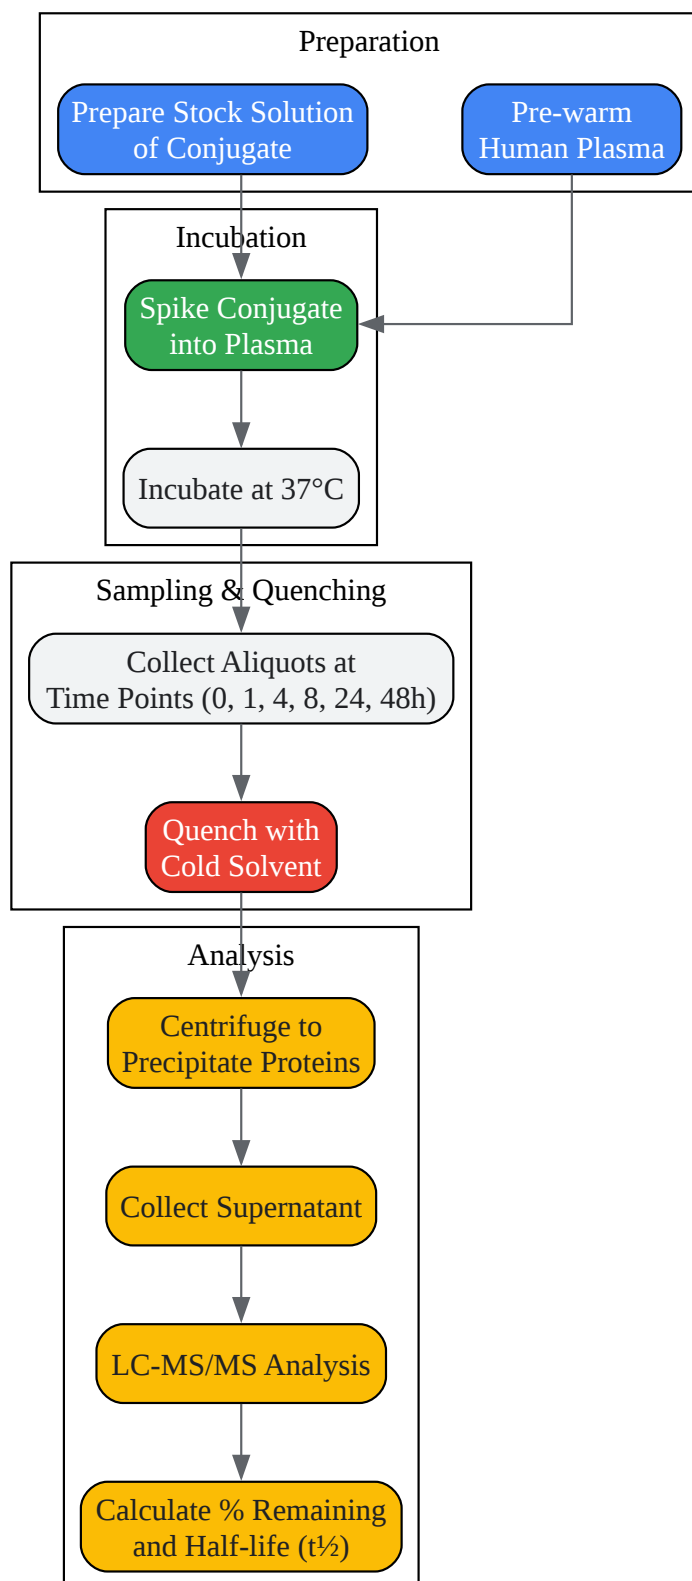 Preparation
Prepare Stock Solution
of Conjugate
Pre-warm
Human Plasma
Incubation
Spike Conjugate
into Plasma
Incubate at 37°C
Sampling & Quenching
Collect Aliquots at
Time Points (0, 1, 4, 8, 24, 48h)
Quench with
Cold Solvent
Analysis
Centrifuge to
Precipitate Proteins
Collect Supernatant
LC-MS/MS Analysis
Calculate % Remaining
and Half-life (t½)